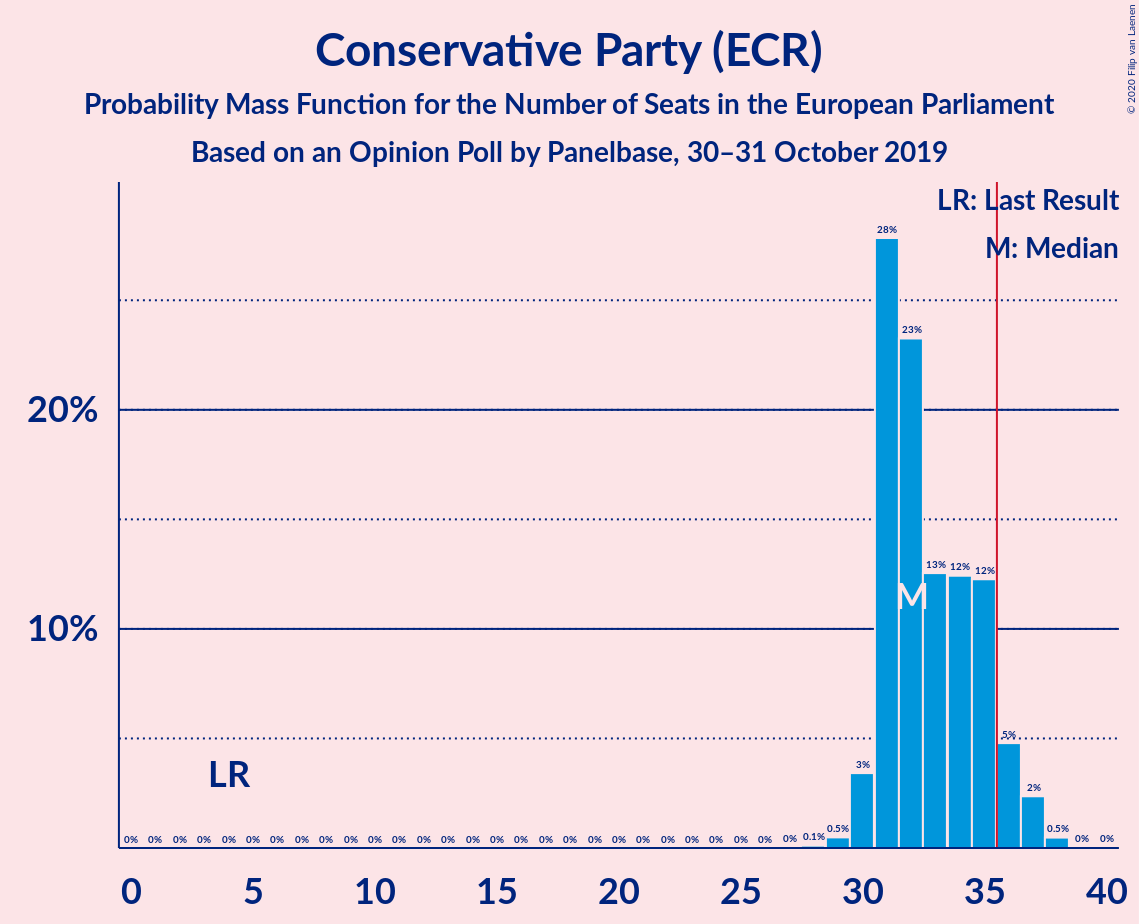 Conservative Party (ECR)
Probability Mass Function for the Number of Seats in the European Parliament
Based on an Opinion Poll by Panelbase, 30–31 October 2019
© 2020 Filip van Laenen
LR: Last Result
M: Median
28%
23%
20%
13% 12% 12%
M
10%
5%
LR
3%
2%
0% 0% 0% 0% 0% 0% 0% 0% 0% 0% 0% 0% 0% 0% 0% 0% 0% 0% 0% 0% 0% 0% 0% 0% 0% 0% 0% 0% 0.1% 0.5% 0.5% 0% 0%
0 5 10 15 20 25 30 35 40